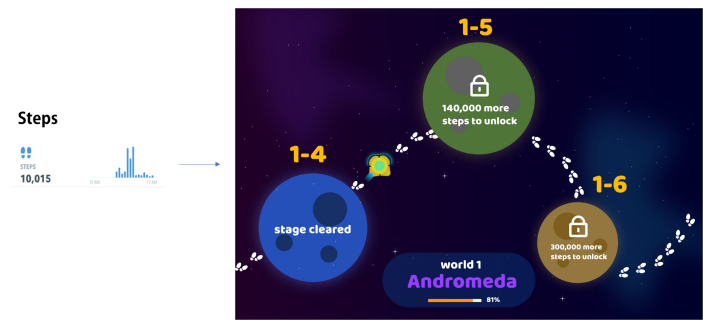 Steps
STEPS
10,015
1-5
140,000 more
steps to unlock
1-4
stage cleared
1-6
300,000 more
steps to unlock
world 1
Andromeda
81%